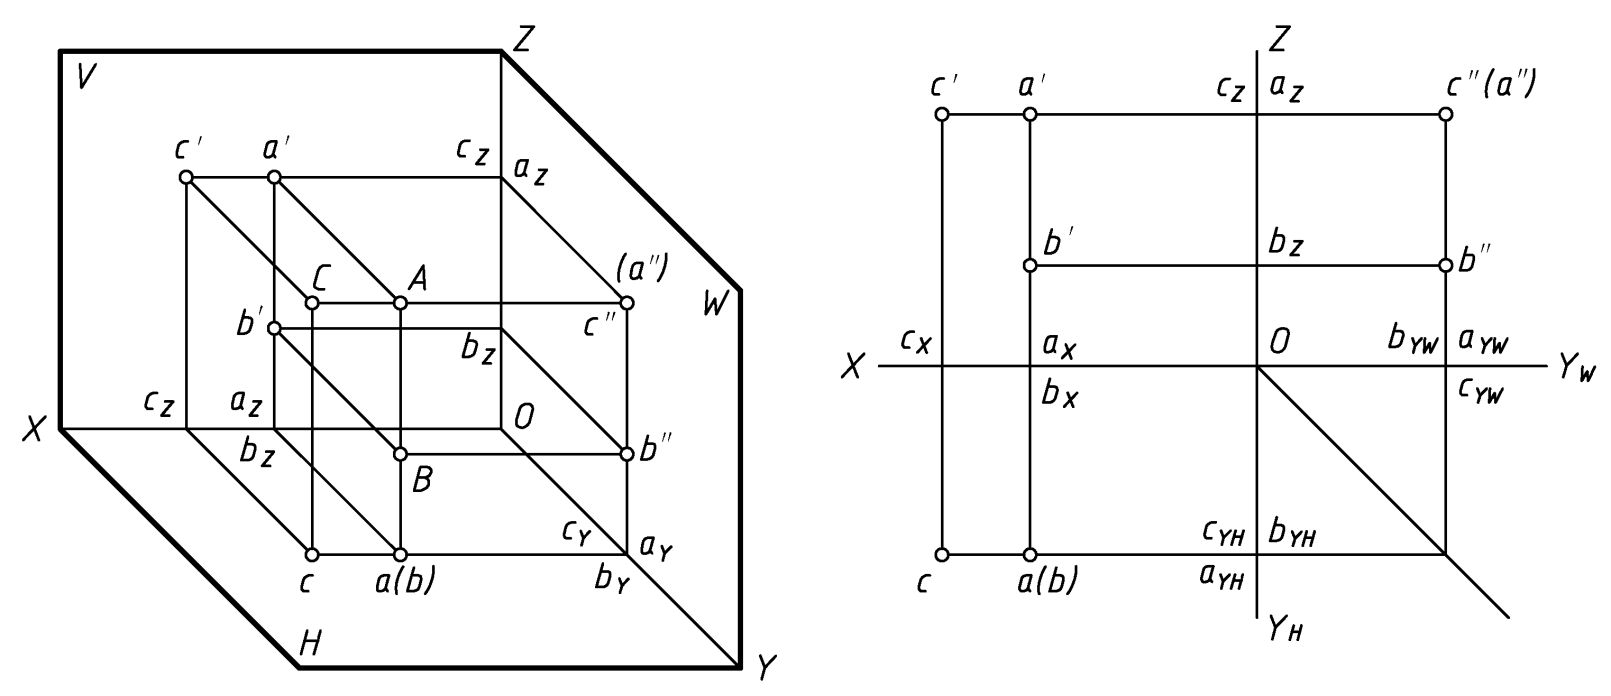 Z
V
c' a' c_Z a_Z
C A (a")
W
b' b_Z c"
c_Z a_Z O
X b_Z B b"
c_Y a_Y
c a(b) b_Y
H
Y
Z
c' a' c_Z a_Z c"(a")
b' b_Z b"
c_X a_X O b_YW a_YW
X b_X c_YW Y_W
c_YH b_YH
c a(b) a_YH
Y_H